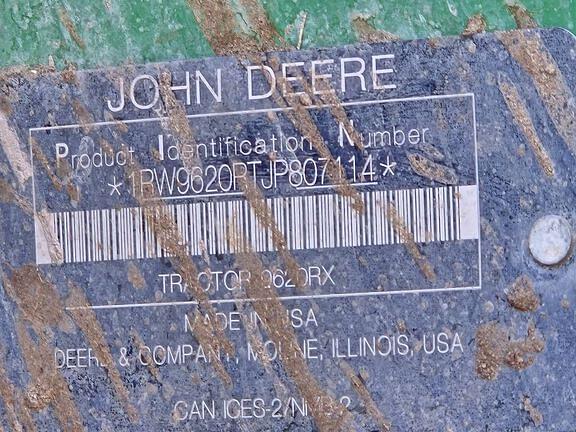 JOHN DEERE
Product Identification Number
*1RW9620RTJP807114*
TRACTOR 9620RX
MADE IN USA
DEERE & COMPANY, MOLINE, ILLINOIS, USA
CAN ICES-2/NMB-2